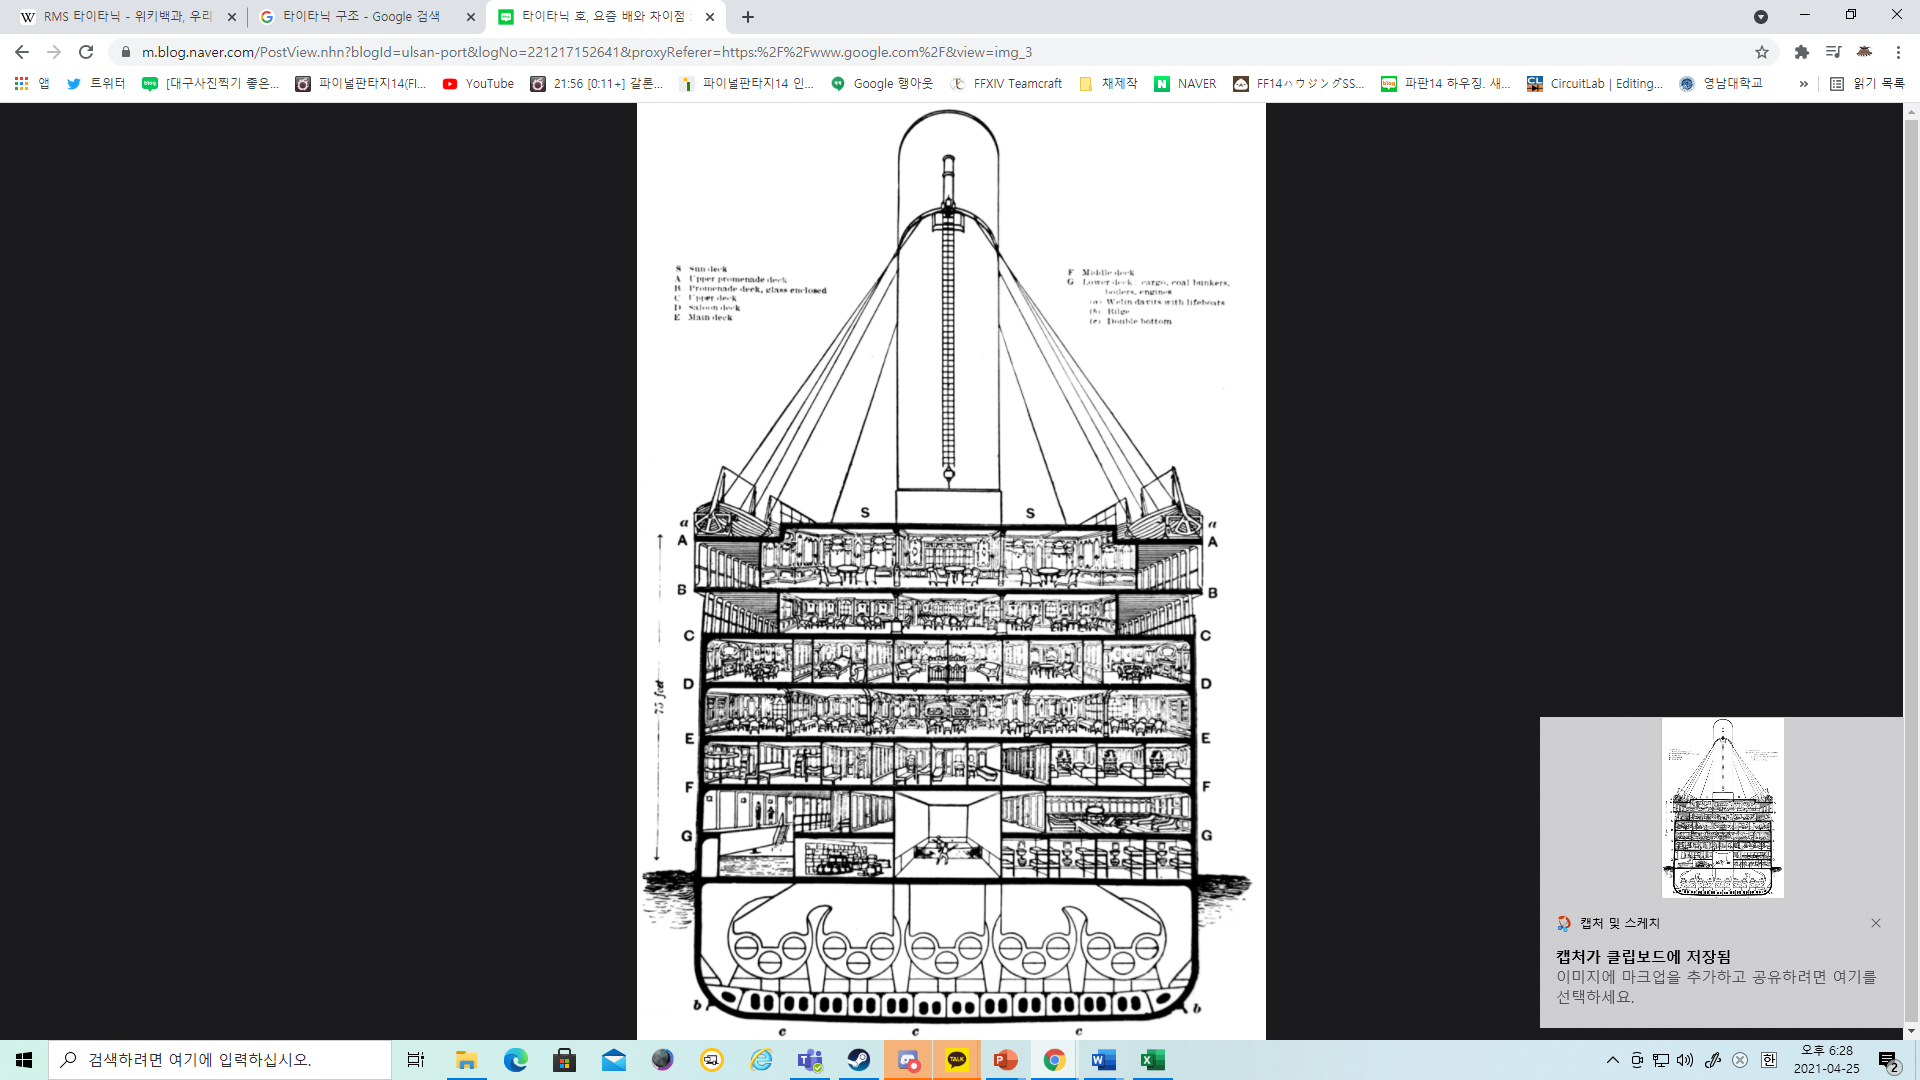 RMS 타이타닉 - 위키백과, 우리
타이타닉 구조 - Google 검색
타이타닉 호, 요즘 배와 차이점 :
m.blog.naver.com/PostView.nhn?blogId=ulsan-port&logNo=221217152641&proxyReferer=https:%2F%2Fwww.google.com%2F&view=img_3
앱 트위터 [대구사진찍기 좋은... 파이널판타지14(FI... YouTube 21:56 [0:11+] 갈론... 파이널판타지14 인... Google 행아웃 FFXIV Teamcraft 채제작 NAVER FF14ハウジングSS... 파판14 하우징. 새... CircuitLab | Editing... 영남대학교 » 읽기 목록
S Sun deck
A Upper promenade deck
B Promenade deck, glass enclosed
C Upper deck
D Saloon deck
E Main deck
F Middle deck
G Lower deck: cargo, coal bunkers,
boilers, engines
(a) Welin davits with lifeboats
(b) Bilge
(c) Double bottom
S S
a a
A A
B B
C C
D D
75 feet
E E
F F
G G
b b
c c c
캡처 및 스케치
캡처가 클립보드에 저장됨
이미지에 마크업을 추가하고 공유하려면 여기를
선택하세요.
검색하려면 여기에 입력하십시오.
TALK
한
오후 6:28
2021-04-25
2